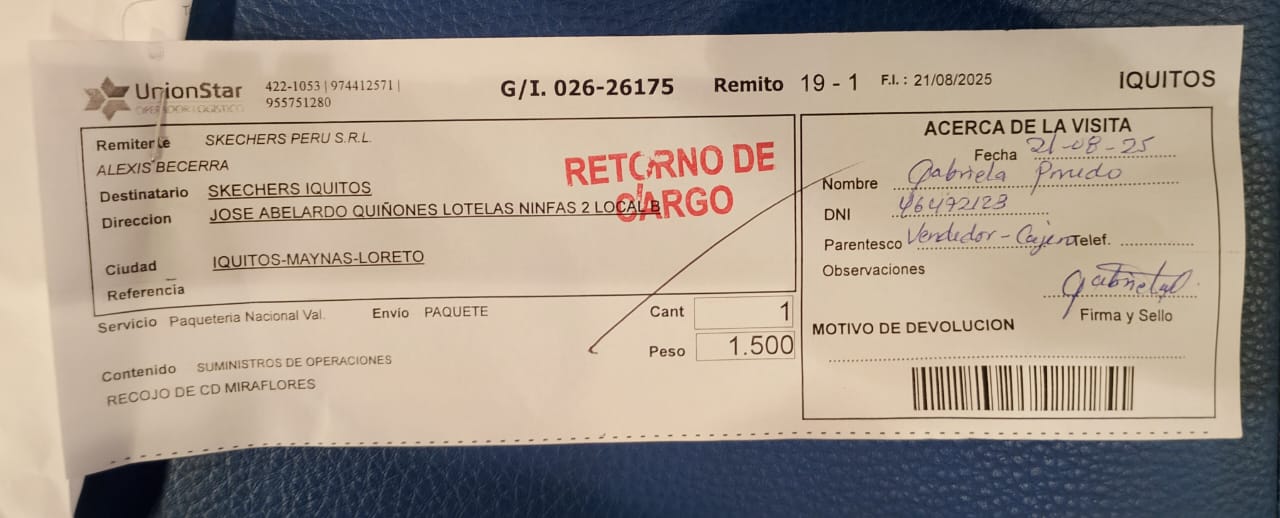 UnionStar
OPERADOR LOGISTICO
422-1053 | 974412571 |
955751280
G/I. 026-26175
Remito 19 - 1
F.I. : 21/08/2025
IQUITOS
Remitente SKECHERS PERU S.R.L.
ALEXIS BECERRA
Destinatario SKECHERS IQUITOS
Direccion JOSE ABELARDO QUIÑONES LOTELAS NINFAS 2 LOCAL B
Ciudad IQUITOS-MAYNAS-LORETO
Referencia
RETORNO DE
CARGO
Servicio Paqueteria Nacional Val. Envío PAQUETE
Cant 1
Peso 1.500
Contenido SUMINISTROS DE OPERACIONES
RECOJO DE CD MIRAFLORES
ACERCA DE LA VISITA
Fecha 21-08-25
Nombre Gabriela
DNI 46492123
Parentesco Vendedor - Cajero Telef.
Observaciones
Firma y Sello
MOTIVO DE DEVOLUCION